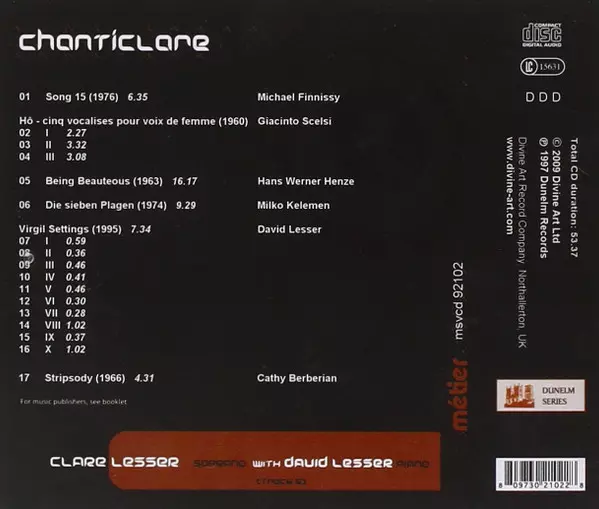 chanticlare
COMPACT
disc
DIGITAL AUDIO
LC 15631
DDD
01 Song 15 (1976) 6.35 Michael Finnissy
Hô - cinq vocalises pour voix de femme (1960) Giacinto Scelsi
02 I 2.27
03 II 3.32
04 III 3.08
05 Being Beauteous (1963) 16.17 Hans Werner Henze
06 Die sieben Plagen (1974) 9.29 Milko Kelemen
Virgil Settings (1995) 7.34 David Lesser
07 I 0.59
08 II 0.36
09 III 0.46
10 IV 0.41
11 V 0.46
12 VI 0.30
13 VII 0.28
14 VIII 1.02
15 IX 0.37
16 X 1.02
17 Stripsody (1966) 4.31 Cathy Berberian
For music publishers, see booklet
Total CD duration: 53.37
© 2009 Divine Art Ltd
℗ 1997 Dunelm Records
Divine Art Record Company, Northallerton, UK
www.divine-art.com
métier msvcd 92102
DUNELM
SERIES
CLARE LESSER soprano with DAVID LESSER piano
8 09730 21022 8